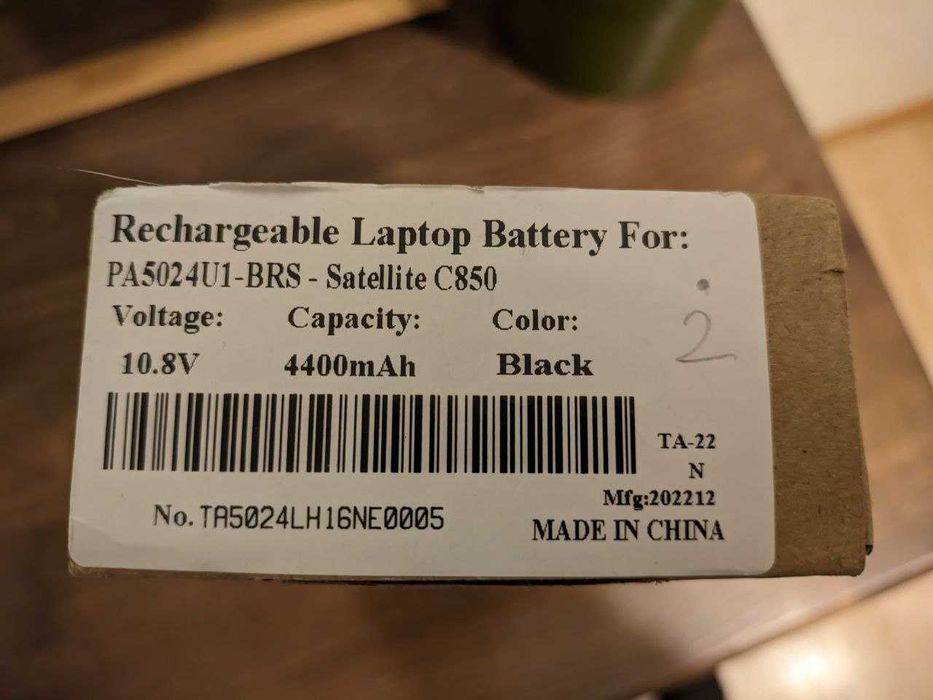 Rechargeable Laptop Battery For:
PA5024U1-BRS - Satellite C850
Voltage: Capacity: Color:
10.8V 4400mAh Black
2
TA-22
N
Mfg:202212
No. TA5024LH16NE0005
MADE IN CHINA